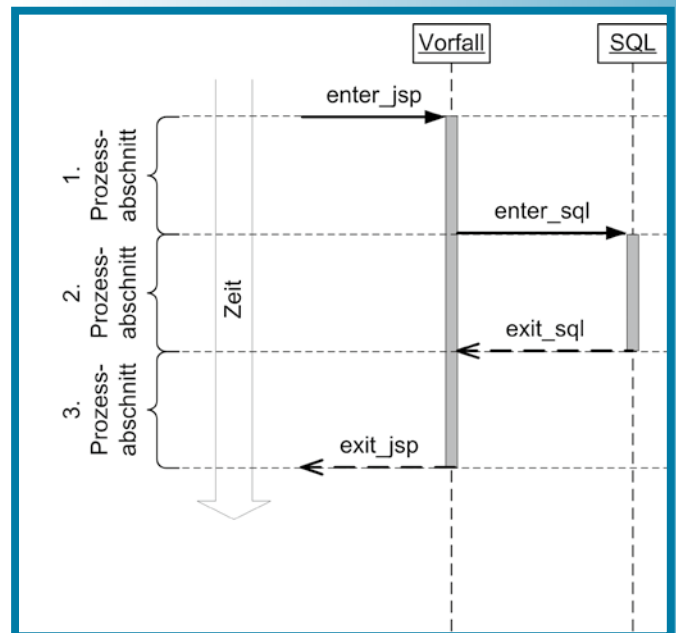 Vorfall
SQL
enter_jsp
1.
Prozess-
abschnitt
enter_sql
2.
Prozess-
abschnitt
Zeit
exit_sql
3.
Prozess-
abschnitt
exit_jsp